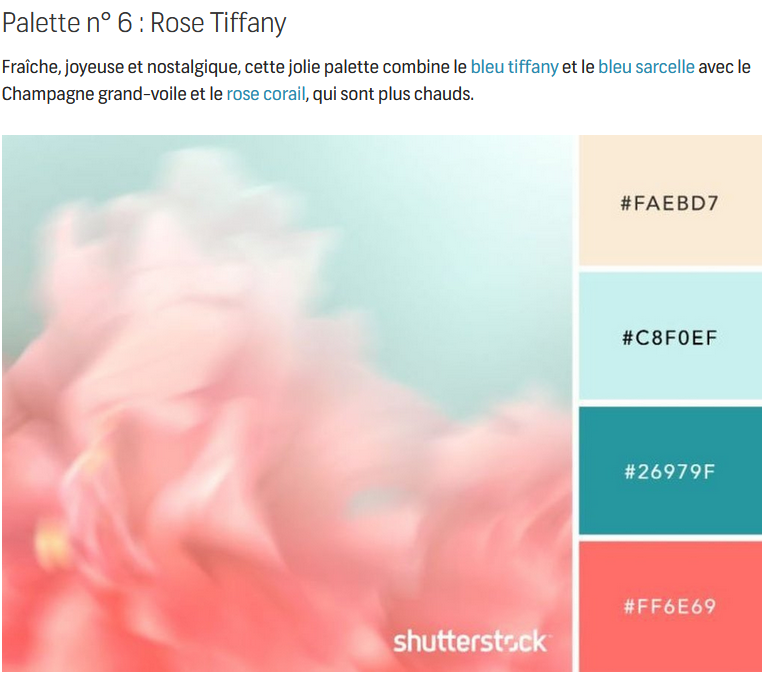 Palette n° 6 : Rose Tiffany
Fraîche, joyeuse et nostalgique, cette jolie palette combine le bleu tiffany et le bleu sarcelle avec le
Champagne grand-voile et le rose corail, qui sont plus chauds.
#FAEBD7
#C8F0EF
#26979F
#FF6E69
shutterstock